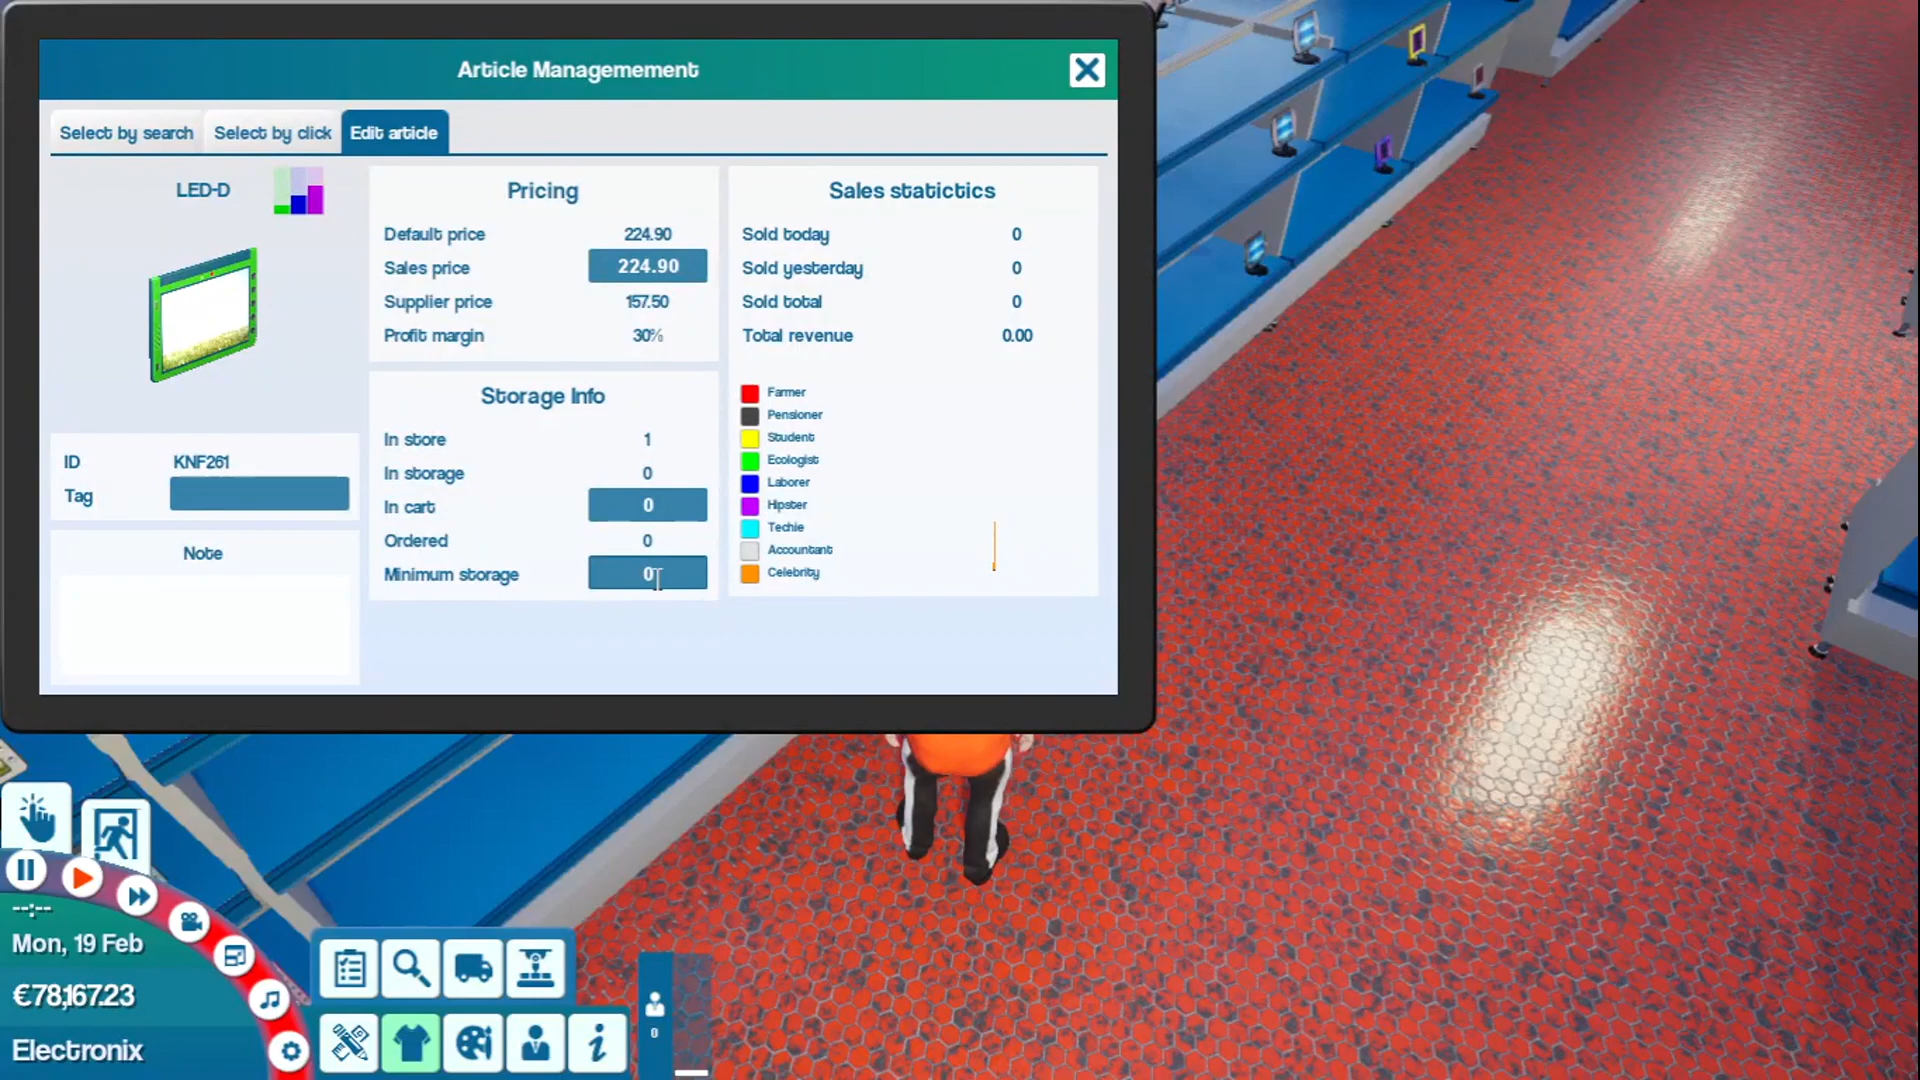 Article Managemement
Select by search
Select by click
Edit article
LED-D
Pricing
Default price 224.90
Sales price 224.90
Supplier price 157.50
Profit margin 30%
Sales statictics
Sold today 0
Sold yesterday 0
Sold total 0
Total revenue 0.00
Storage Info
In store 1
In storage 0
In cart 0
Ordered 0
Minimum storage 0
Farmer
Pensioner
Student
Ecologist
Laborer
Hipster
Techie
Accountant
Celebrity
ID KNF261
Tag
Note
--:--
Mon, 19 Feb
€78,167.23
Electronix
0